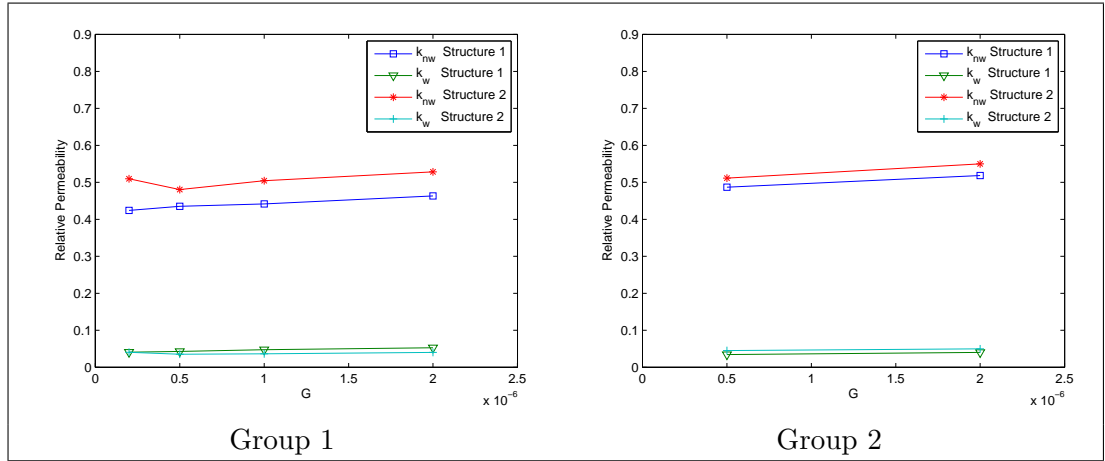 0.9
0.8
0.7
0.6
0.5
0.4
0.3
0.2
0.1
0
Relative Permeability
k_nw Structure 1
k_w Structure 1
k_nw Structure 2
k_w Structure 2
0 0.5 1 1.5 2 2.5
G
x 10^-6
Group 1
0.9
0.8
0.7
0.6
0.5
0.4
0.3
0.2
0.1
0
Relative Permeability
k_nw Structure 1
k_w Structure 1
k_nw Structure 2
k_w Structure 2
0 0.5 1 1.5 2 2.5
G
x 10^-6
Group 2